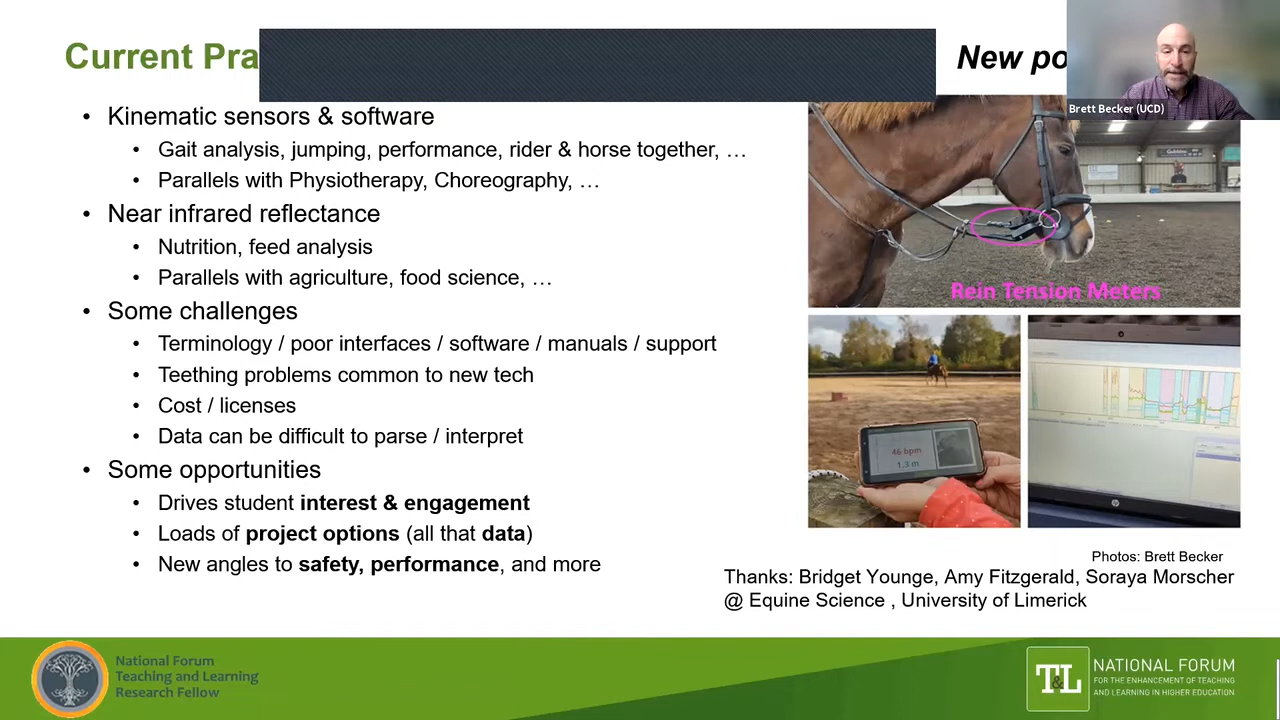 Current Pra
New po
Brett Becker (UCD)
• Kinematic sensors & software
• Gait analysis, jumping, performance, rider & horse together, …
• Parallels with Physiotherapy, Choreography, …
• Near infrared reflectance
• Nutrition, feed analysis
• Parallels with agriculture, food science, …
• Some challenges
• Terminology / poor interfaces / software / manuals / support
• Teething problems common to new tech
• Cost / licenses
• Data can be difficult to parse / interpret
• Some opportunities
• Drives student interest & engagement
• Loads of project options (all that data)
• New angles to safety, performance, and more
Rein Tension Meters
46 bpm
1.3 m
hp
Photos: Brett Becker
Thanks: Bridget Younge, Amy Fitzgerald, Soraya Morscher
@ Equine Science , University of Limerick
National Forum
Teaching and Learning
Research Fellow
T&L
NATIONAL FORUM
FOR THE ENHANCEMENT OF TEACHING
AND LEARNING IN HIGHER EDUCATION